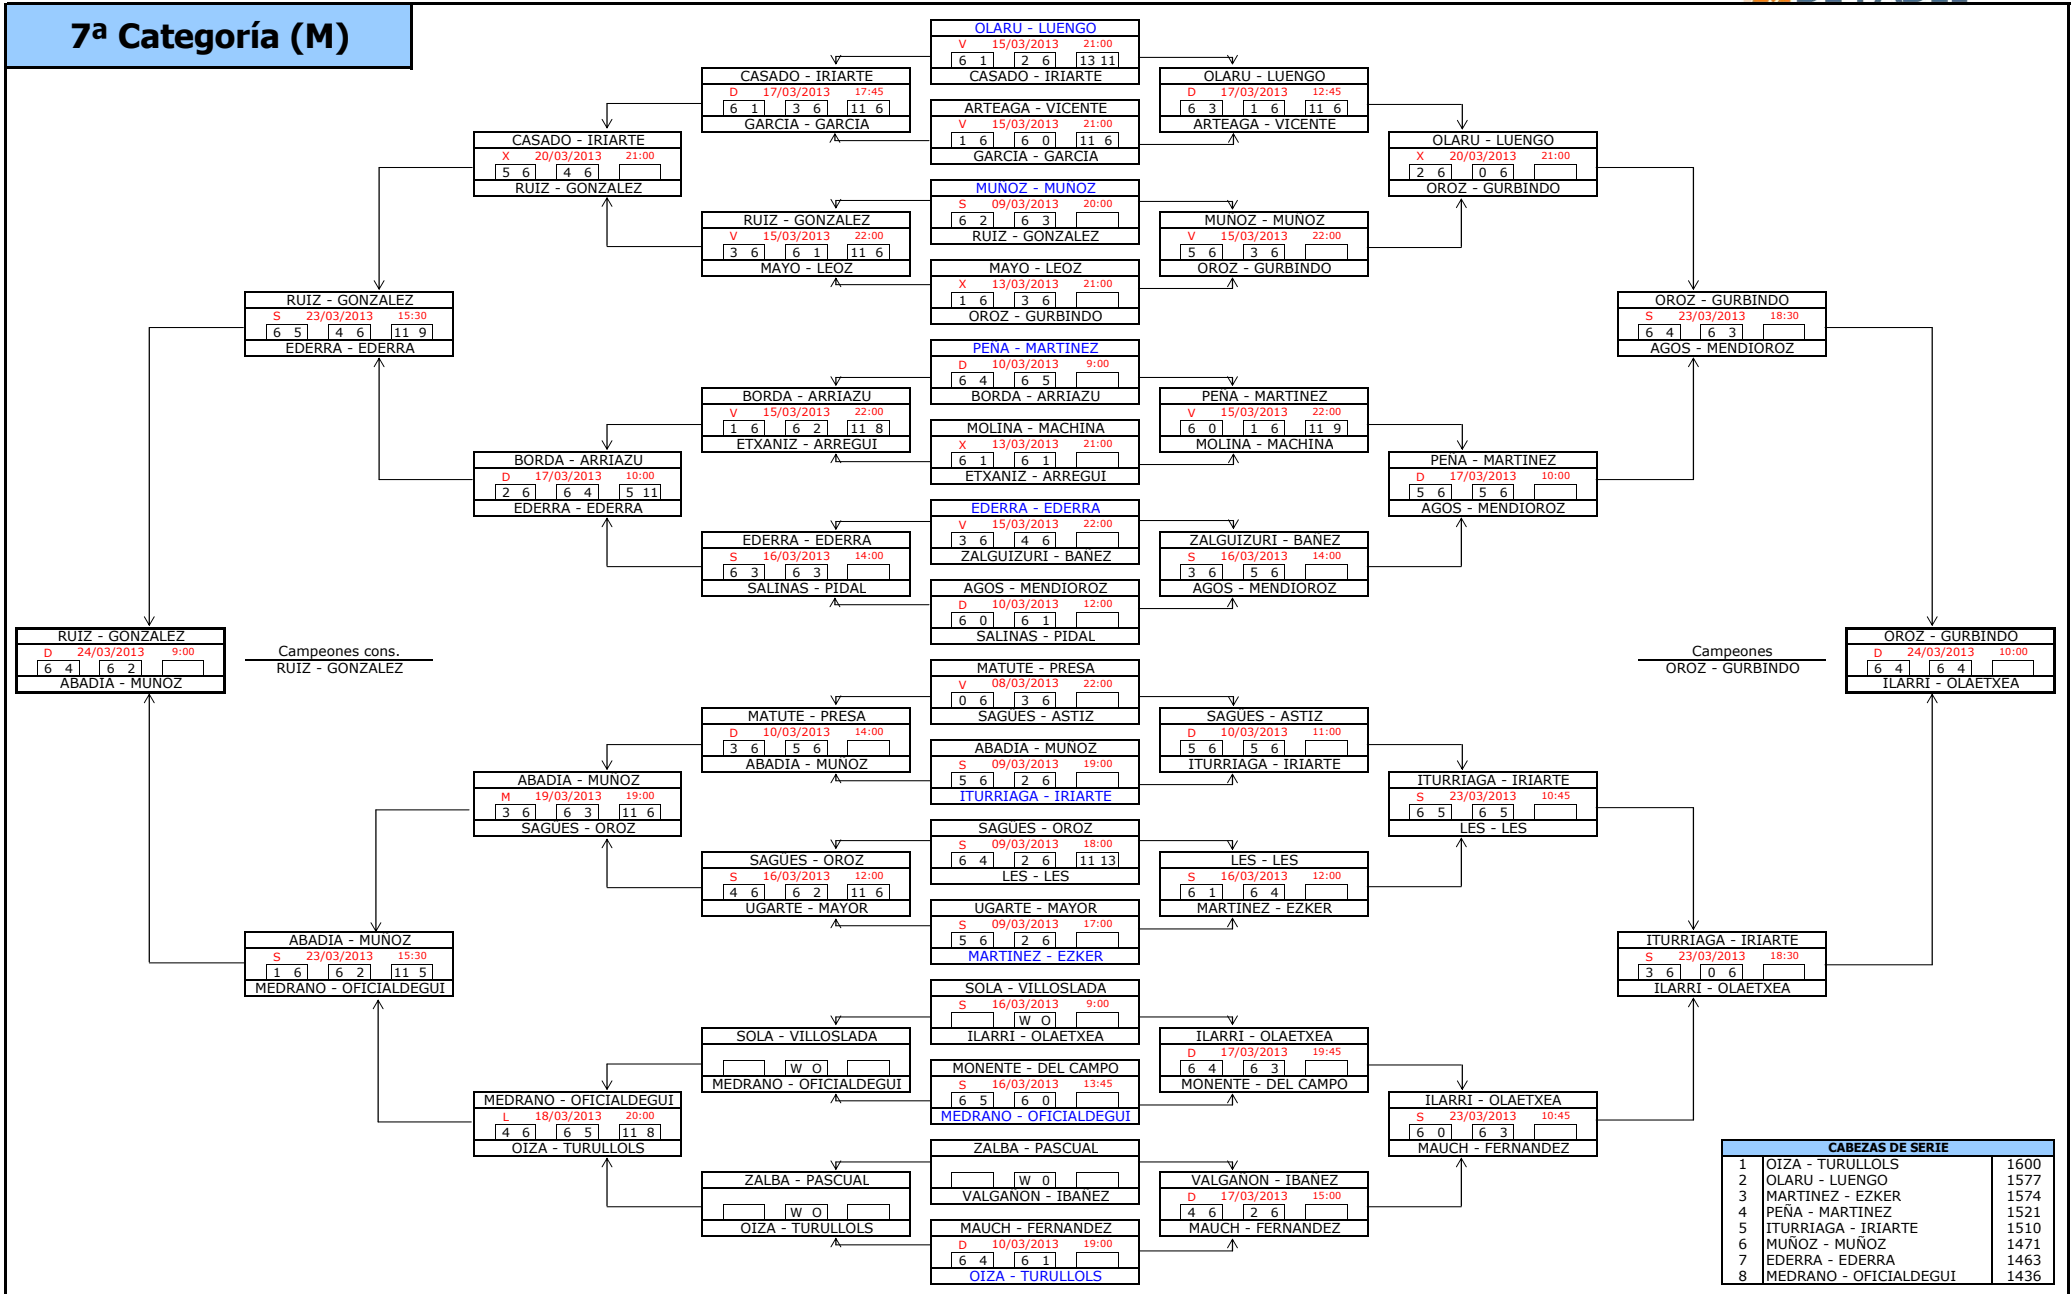 7ª Categoría (M)
OLARU - LUENGO
V 15/03/2013 21:00
6 1 2 6 13 11
CASADO - IRIARTE
ARTEAGA - VICENTE
V 15/03/2013 21:00
1 6 6 0 11 6
GARCIA - GARCIA
MUÑOZ - MUÑOZ
S 09/03/2013 20:00
6 2 6 3
RUIZ - GONZALEZ
MAYO - LEOZ
X 13/03/2013 21:00
1 6 3 6
OROZ - GURBINDO
PEÑA - MARTINEZ
D 10/03/2013 9:00
6 4 6 5
BORDA - ARRIAZU
MOLINA - MACHINA
X 13/03/2013 21:00
6 1 6 1
ETXANIZ - ARREGUI
EDERRA - EDERRA
V 15/03/2013 22:00
3 6 4 6
ZALGUIZURI - BAÑEZ
AGOS - MENDIOROZ
D 10/03/2013 12:00
6 0 6 1
SALINAS - PIDAL
MATUTE - PRESA
V 08/03/2013 22:00
0 6 3 6
SAGÜES - ASTIZ
ABADIA - MUÑOZ
S 09/03/2013 19:00
5 6 2 6
ITURRIAGA - IRIARTE
SAGÜES - OROZ
S 09/03/2013 18:00
6 4 2 6 11 13
LES - LES
UGARTE - MAYOR
S 09/03/2013 17:00
5 6 2 6
MARTINEZ - EZKER
SOLA - VILLOSLADA
S 16/03/2013 9:00
W O
ILARRI - OLAETXEA
MONENTE - DEL CAMPO
S 16/03/2013 13:45
6 5 6 0
MEDRANO - OFICIALDEGUI
ZALBA - PASCUAL
W 0
VALGAÑON - IBAÑEZ
MAUCH - FERNANDEZ
D 10/03/2013 19:00
6 4 6 1
OIZA - TURULLOLS
CASADO - IRIARTE
D 17/03/2013 17:45
6 1 3 6 11 6
GARCIA - GARCIA
RUIZ - GONZALEZ
V 15/03/2013 22:00
3 6 6 1 11 6
MAYO - LEOZ
BORDA - ARRIAZU
V 15/03/2013 22:00
1 6 6 2 11 8
ETXANIZ - ARREGUI
EDERRA - EDERRA
S 16/03/2013 14:00
6 3 6 3
SALINAS - PIDAL
MATUTE - PRESA
D 10/03/2013 14:00
3 6 5 6
ABADIA - MUÑOZ
SAGÜES - OROZ
S 16/03/2013 12:00
4 6 6 2 11 6
UGARTE - MAYOR
SOLA - VILLOSLADA
W O
MEDRANO - OFICIALDEGUI
ZALBA - PASCUAL
W O
OIZA - TURULLOLS
CASADO - IRIARTE
X 20/03/2013 21:00
5 6 4 6
RUIZ - GONZALEZ
BORDA - ARRIAZU
D 17/03/2013 10:00
2 6 6 4 5 11
EDERRA - EDERRA
ABADIA - MUÑOZ
M 19/03/2013 19:00
3 6 6 3 11 6
SAGÜES - OROZ
MEDRANO - OFICIALDEGUI
L 18/03/2013 20:00
4 6 6 5 11 8
OIZA - TURULLOLS
RUIZ - GONZALEZ
S 23/03/2013 15:30
6 5 4 6 11 9
EDERRA - EDERRA
ABADIA - MUÑOZ
S 23/03/2013 15:30
1 6 6 2 11 5
MEDRANO - OFICIALDEGUI
RUIZ - GONZALEZ
D 24/03/2013 9:00
6 4 6 2
ABADIA - MUÑOZ
Campeones cons.
RUIZ - GONZALEZ
OLARU - LUENGO
D 17/03/2013 12:45
6 3 1 6 11 6
ARTEAGA - VICENTE
MUÑOZ - MUÑOZ
V 15/03/2013 22:00
5 6 3 6
OROZ - GURBINDO
PEÑA - MARTINEZ
V 15/03/2013 22:00
6 0 1 6 11 9
MOLINA - MACHINA
ZALGUIZURI - BAÑEZ
S 16/03/2013 14:00
3 6 5 6
AGOS - MENDIOROZ
SAGÜES - ASTIZ
D 10/03/2013 11:00
5 6 5 6
ITURRIAGA - IRIARTE
LES - LES
S 16/03/2013 12:00
6 1 6 4
MARTINEZ - EZKER
ILARRI - OLAETXEA
D 17/03/2013 19:45
6 4 6 3
MONENTE - DEL CAMPO
VALGAÑON - IBAÑEZ
D 17/03/2013 15:00
4 6 2 6
MAUCH - FERNANDEZ
OLARU - LUENGO
X 20/03/2013 21:00
2 6 0 6
OROZ - GURBINDO
PEÑA - MARTINEZ
D 17/03/2013 10:00
5 6 5 6
AGOS - MENDIOROZ
ITURRIAGA - IRIARTE
S 23/03/2013 10:45
6 5 6 5
LES - LES
ILARRI - OLAETXEA
S 23/03/2013 10:45
6 0 6 3
MAUCH - FERNANDEZ
OROZ - GURBINDO
S 23/03/2013 18:30
6 4 6 3
AGOS - MENDIOROZ
ITURRIAGA - IRIARTE
S 23/03/2013 18:30
3 6 0 6
ILARRI - OLAETXEA
Campeones
OROZ - GURBINDO
OROZ - GURBINDO
D 24/03/2013 10:00
6 4 6 4
ILARRI - OLAETXEA
CABEZAS DE SERIE
1 OIZA - TURULLOLS 1600
2 OLARU - LUENGO 1577
3 MARTINEZ - EZKER 1574
4 PEÑA - MARTINEZ 1521
5 ITURRIAGA - IRIARTE 1510
6 MUÑOZ - MUÑOZ 1471
7 EDERRA - EDERRA 1463
8 MEDRANO - OFICIALDEGUI 1436